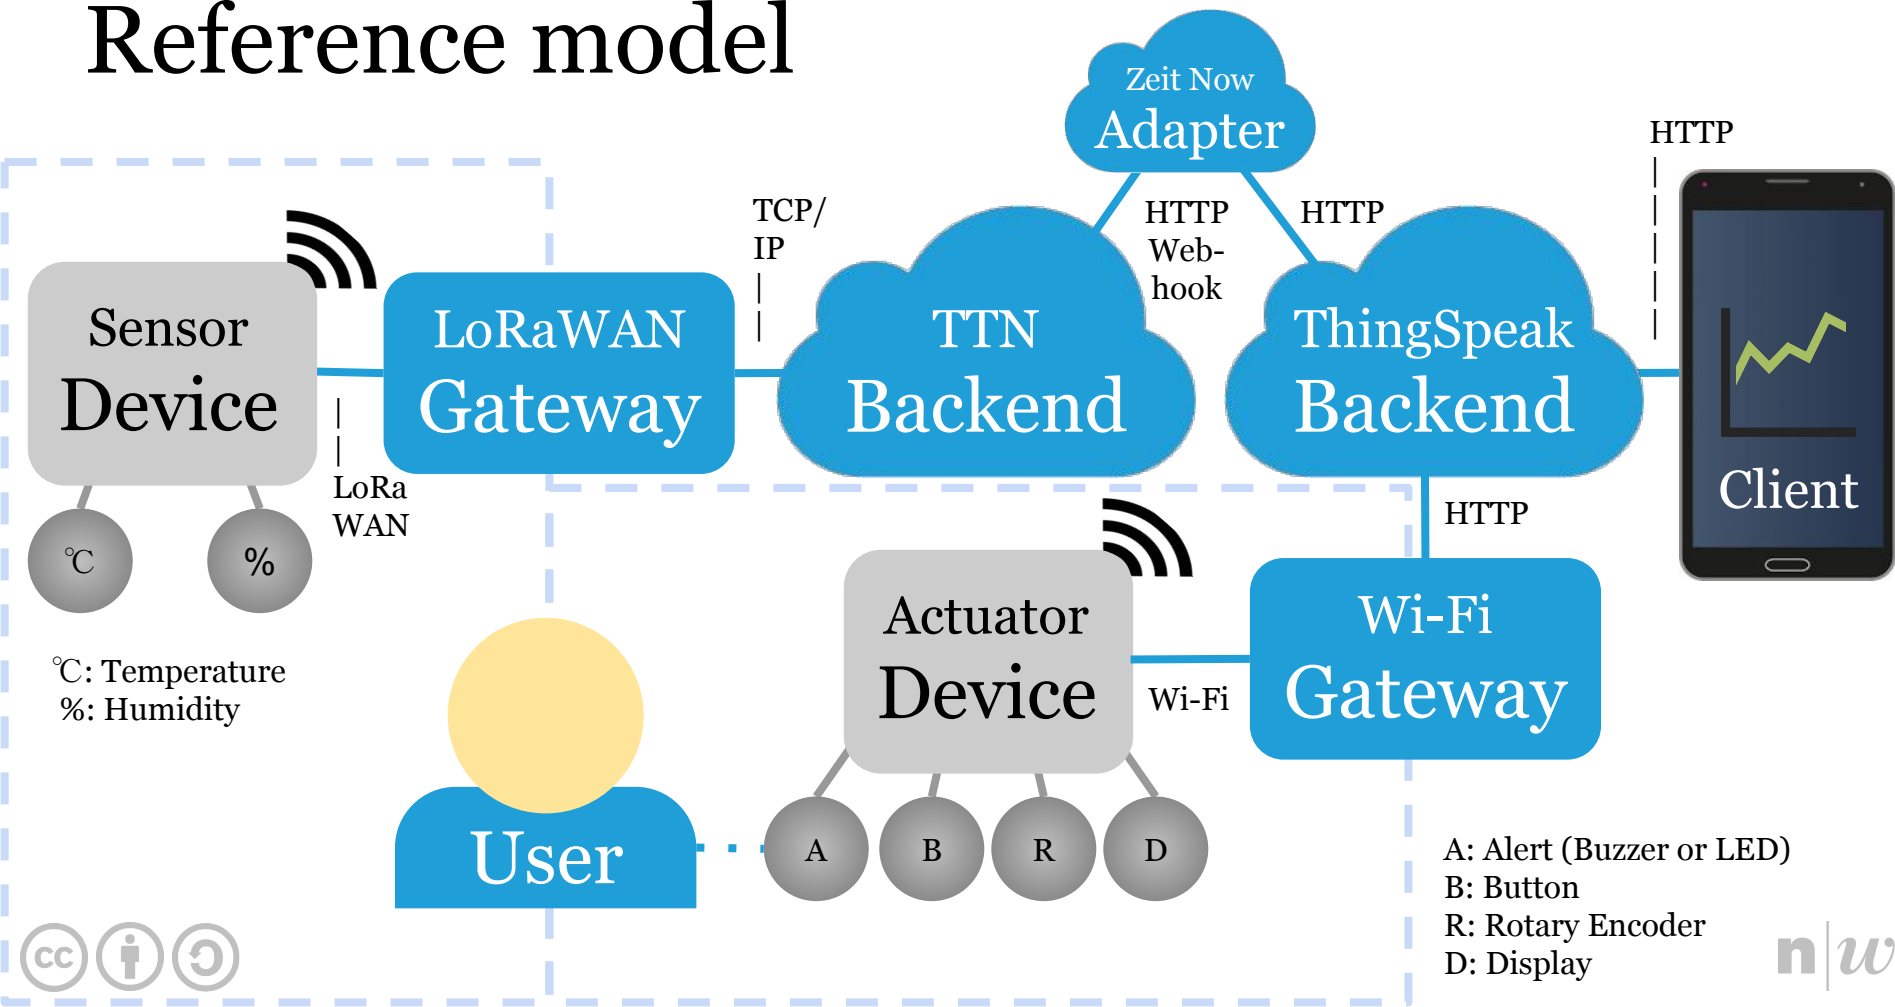 Reference model
Zeit Now
Adapter
HTTP
TCP/
IP
HTTP
Web-
hook
HTTP
Sensor
Device
LoRaWAN
Gateway
TTN
Backend
ThingSpeak
Backend
Client
LoRa
WAN
HTTP
℃
%
℃: Temperature
%: Humidity
Actuator
Device
Wi-Fi
Wi-Fi
Gateway
User
A
B
R
D
A: Alert (Buzzer or LED)
B: Button
R: Rotary Encoder
D: Display
cc
n|w